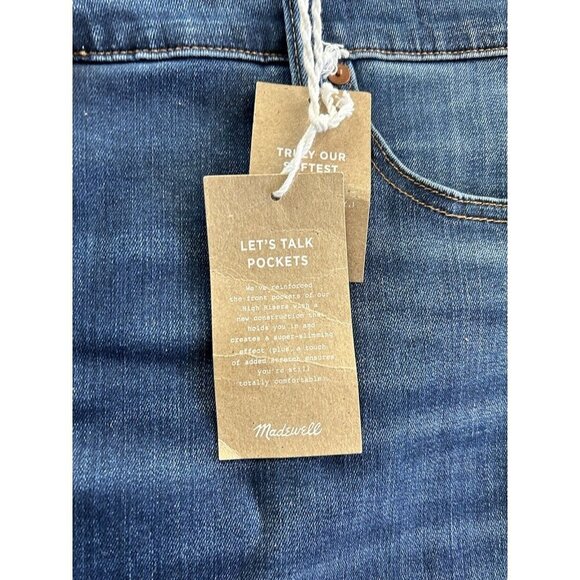 TRULY OUR
SOFTEST
LET'S TALK
POCKETS
We've reinforced
the front pockets of our
High Risers with a
new construction that
holds you in and
creates a super-slimming
effect (plus, a touch
of added stretch ensures
you're still
totally comfortable).
Madewell